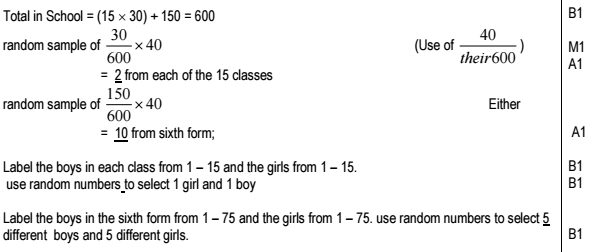 Total in School = (15 × 30) + 150 = 600 B1
random sample of 30/600 × 40 (Use of 40/their600 ) M1
= 2 from each of the 15 classes A1
random sample of 150/600 × 40 Either
= 10 from sixth form; A1
Label the boys in each class from 1 – 15 and the girls from 1 – 15. B1
use random numbers to select 1 girl and 1 boy B1
Label the boys in the sixth form from 1 – 75 and the girls from 1 – 75. use random numbers to select 5
different boys and 5 different girls. B1